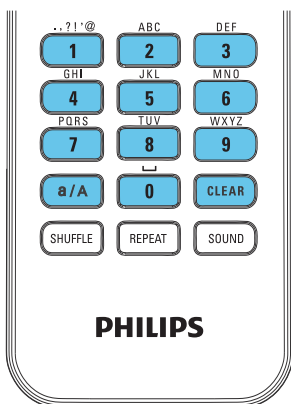 .,?!'@ ABC DEF
1 2 3
GHI JKL MNO
4 5 6
PQRS TUV WXYZ
7 8 9
a/A 0 CLEAR
SHUFFLE REPEAT SOUND
PHILIPS